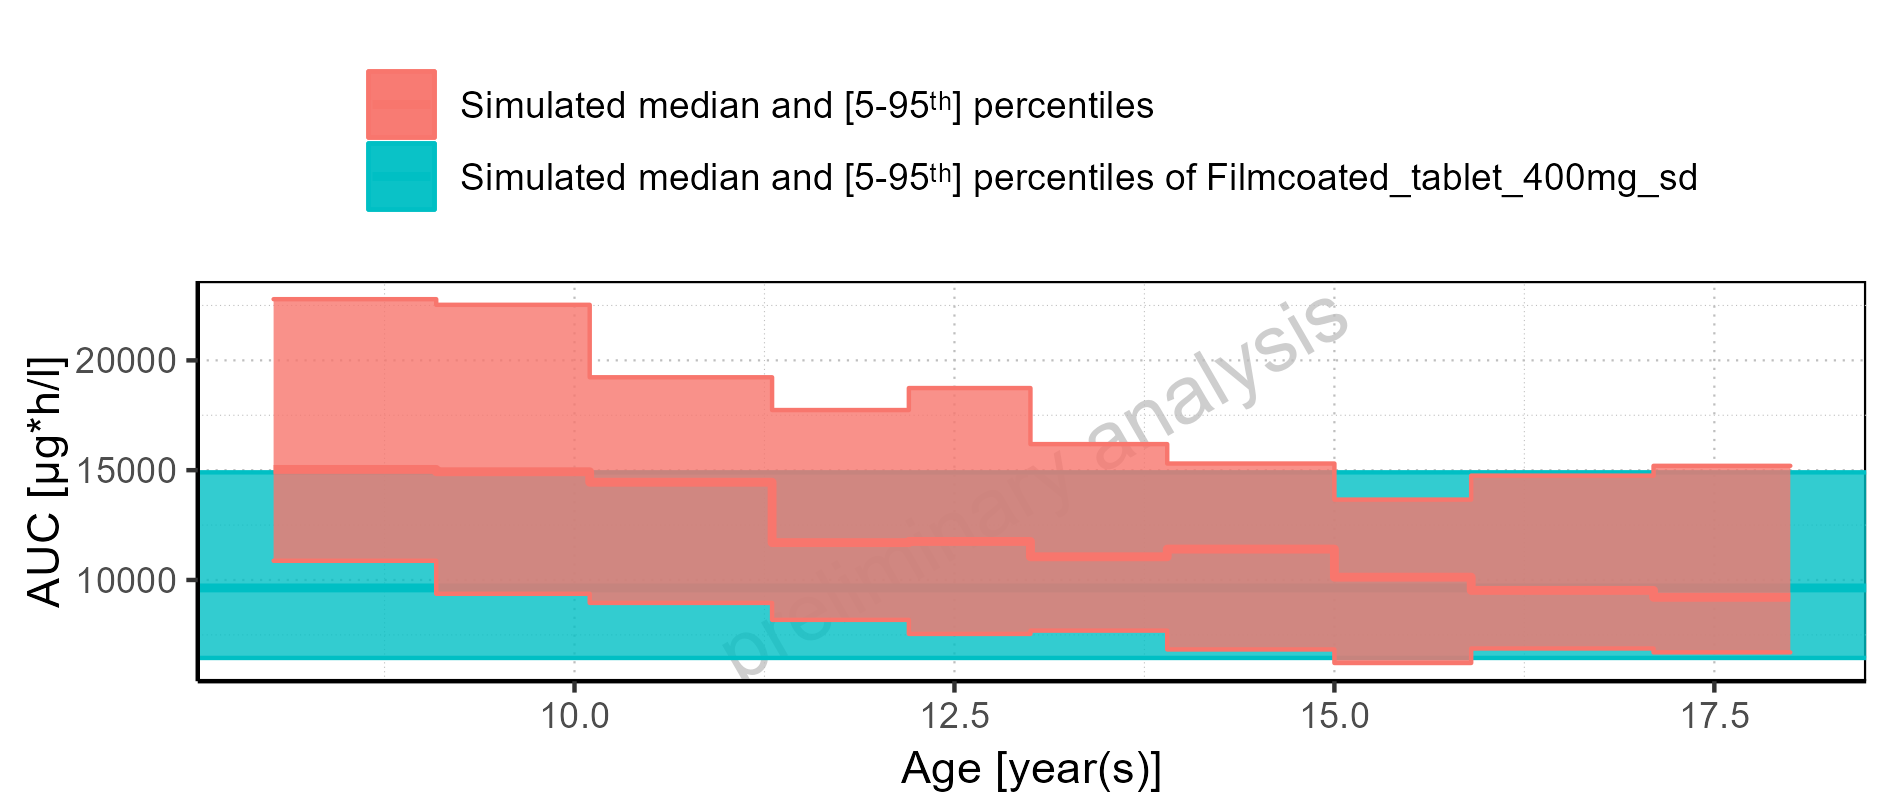 Simulated median and [5-95th] percentiles
Simulated median and [5-95th] percentiles of Filmcoated_tablet_400mg_sd
preliminary analysis
AUC [µg*h/l]
20000
15000
10000
10.0 12.5 15.0 17.5
Age [year(s)]